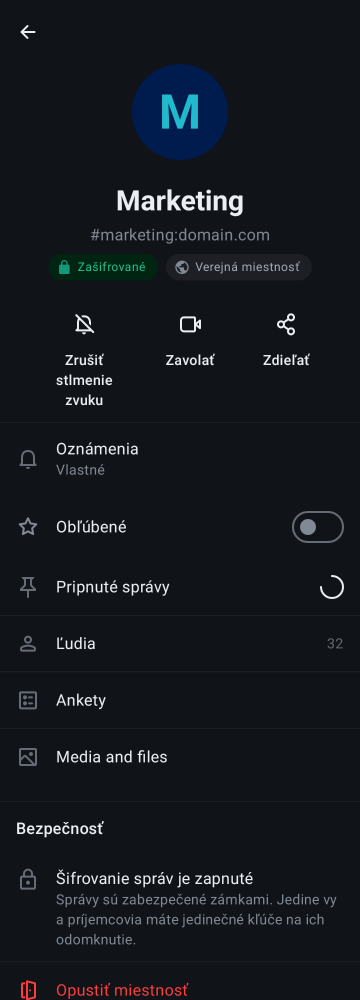 M
Marketing
#marketing:domain.com
Zašifrované
Verejná miestnosť
Zrušiť
stlmenie
zvuku
Zavolať
Zdieľať
Oznámenia
Vlastné
Obľúbené
Pripnuté správy
Ľudia
32
Ankety
Media and files
Bezpečnosť
Šifrovanie správ je zapnuté
Správy sú zabezpečené zámkami. Jedine vy
a príjemcovia máte jedinečné kľúče na ich
odomknutie.
Opustiť miestnosť